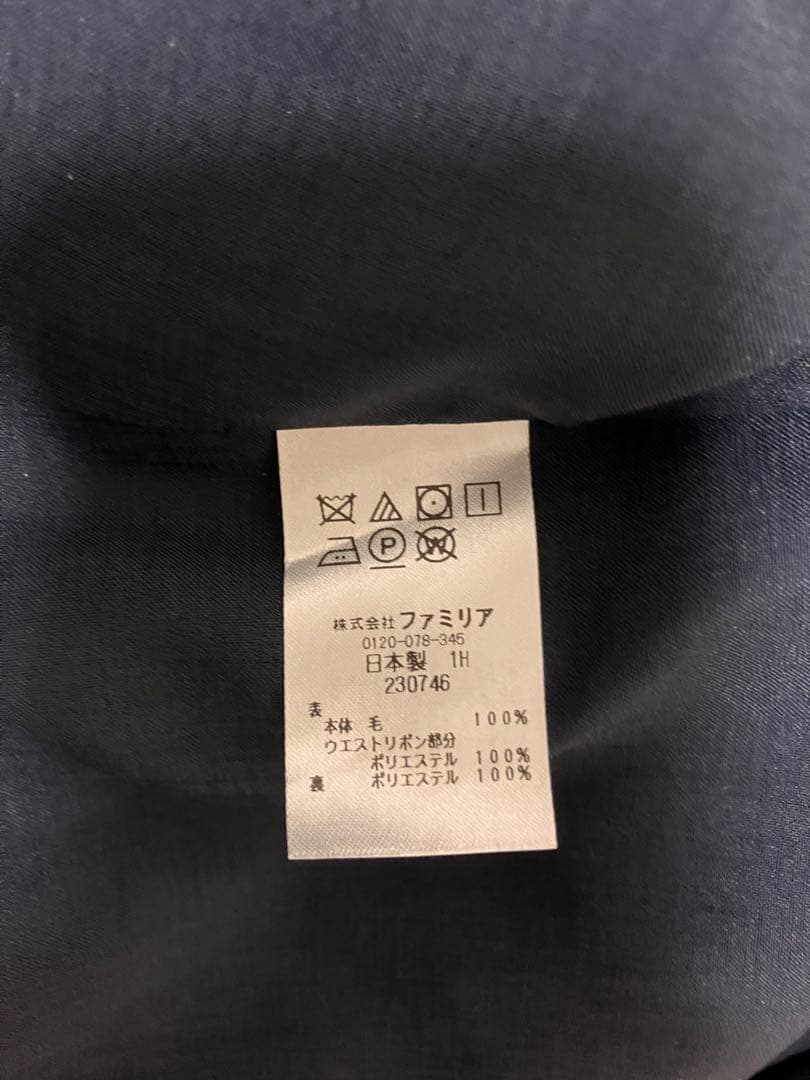 P W
株式会社 ファミリア
0120-078-345
日本製 1H
230746
表
本体 毛 100%
ウエストリボン部分
ポリエステル 100%
裏 ポリエステル 100%